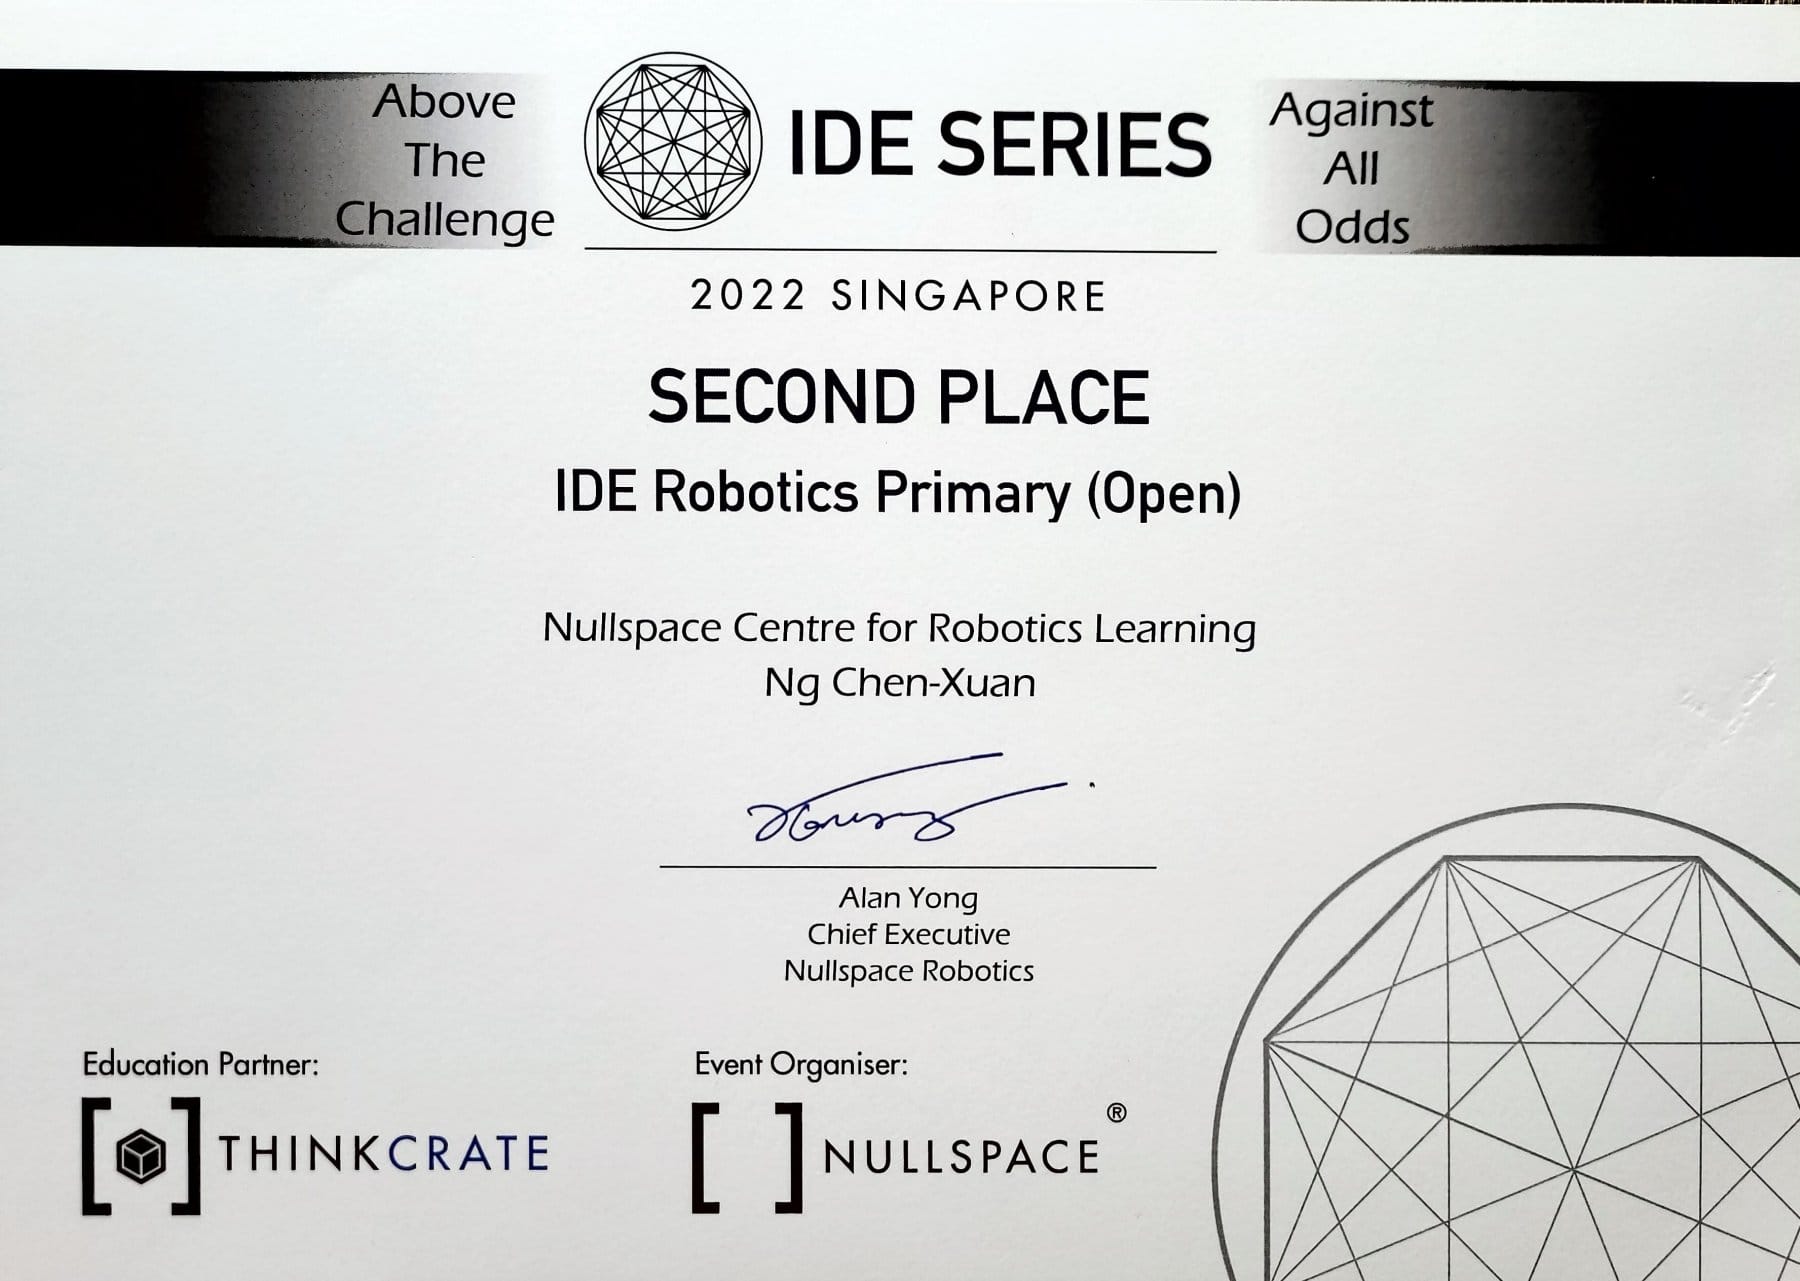 Above
The
Challenge
IDE SERIES
Against
All
Odds
2022 SINGAPORE
SECOND PLACE
IDE Robotics Primary (Open)
Nullspace Centre for Robotics Learning
Ng Chen-Xuan
Alan Yong
Chief Executive
Nullspace Robotics
Education Partner:
[ ] THINKCRATE
Event Organiser:
[ ] NULLSPACE®